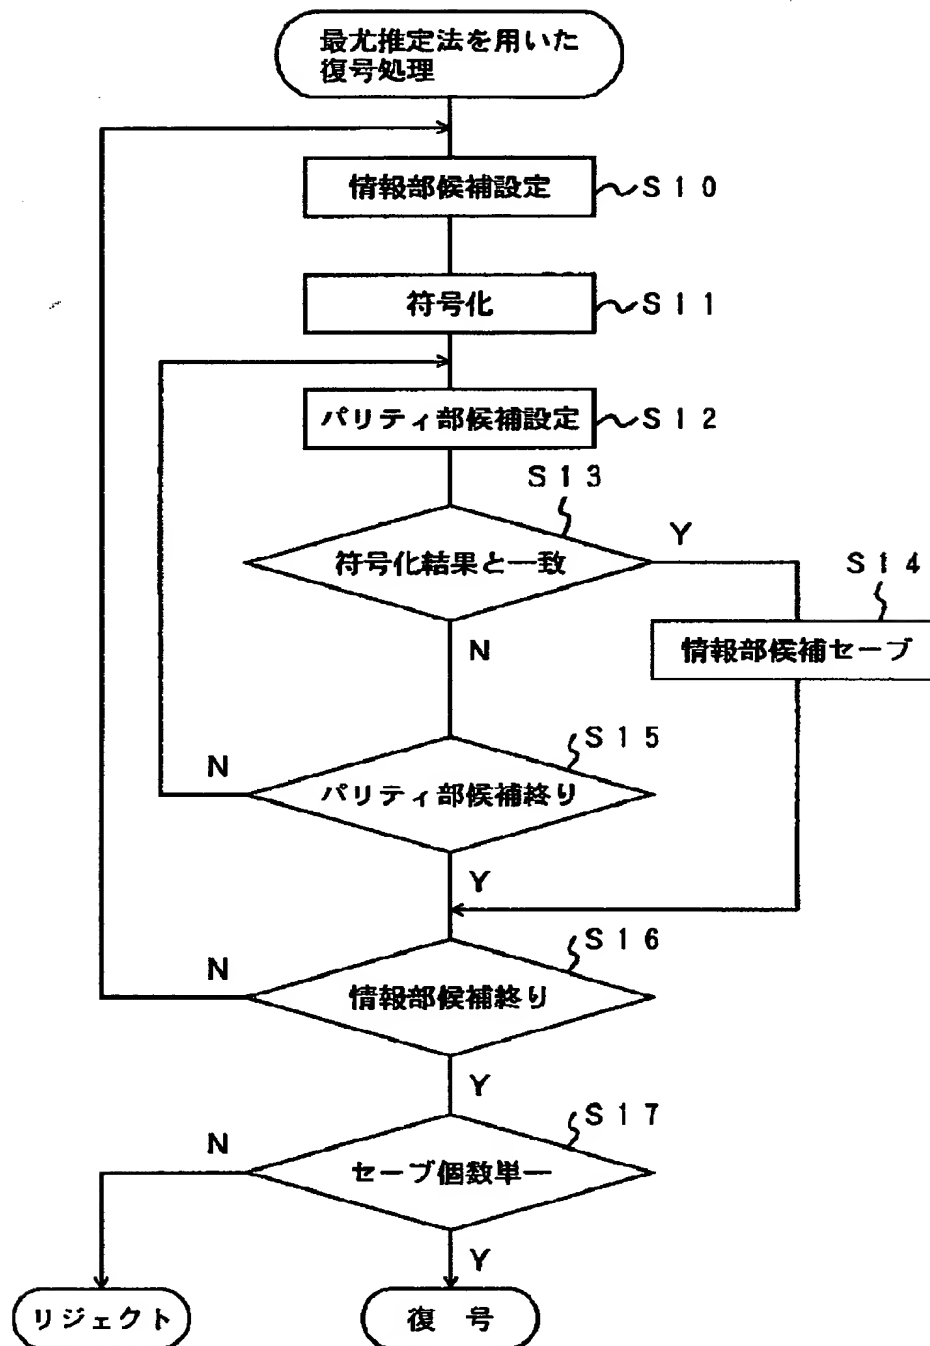 最尤推定法を用いた
復号処理
情報部候補設定
S10
符号化
S11
パリティ部候補設定
S12
S13
符号化結果と一致
Y
S14
情報部候補セーブ
N
S15
N
パリティ部候補終り
Y
S16
N
情報部候補終り
Y
S17
N
セーブ個数単一
Y
リジェクト
復 号